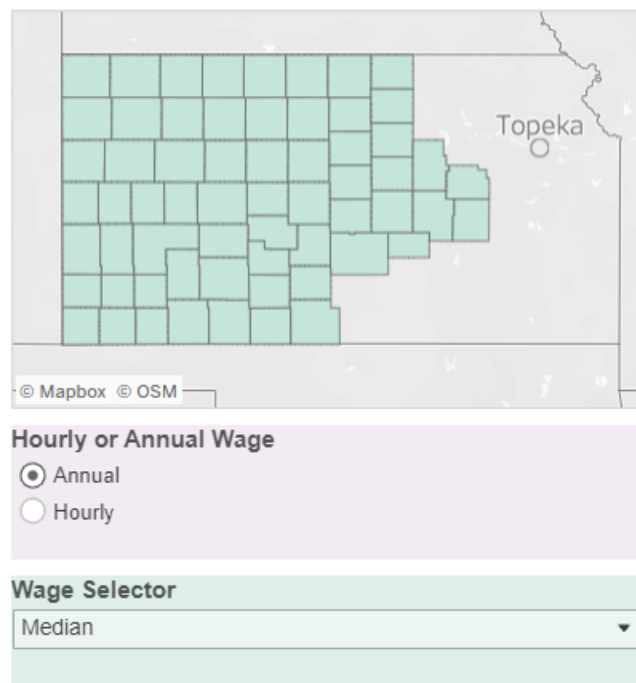 Topeka
© Mapbox © OSM
Hourly or Annual Wage
Annual
Hourly
Wage Selector
Median